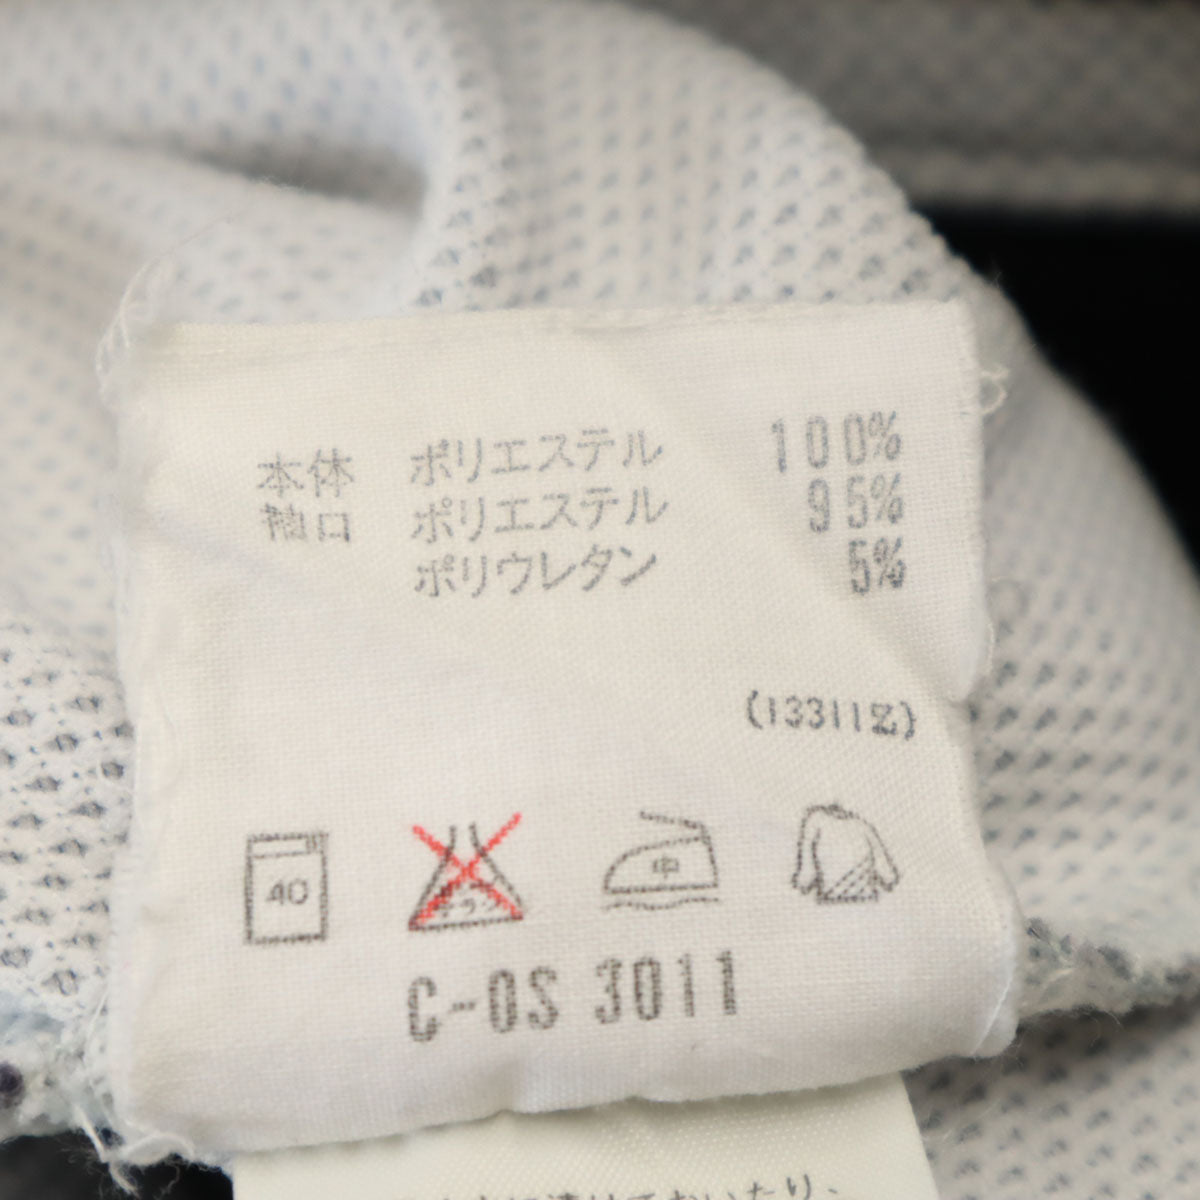 本体 ポリエステル 100%
袖口 ポリエステル 95%
ポリウレタン 5%
40
中
C-OS 3011